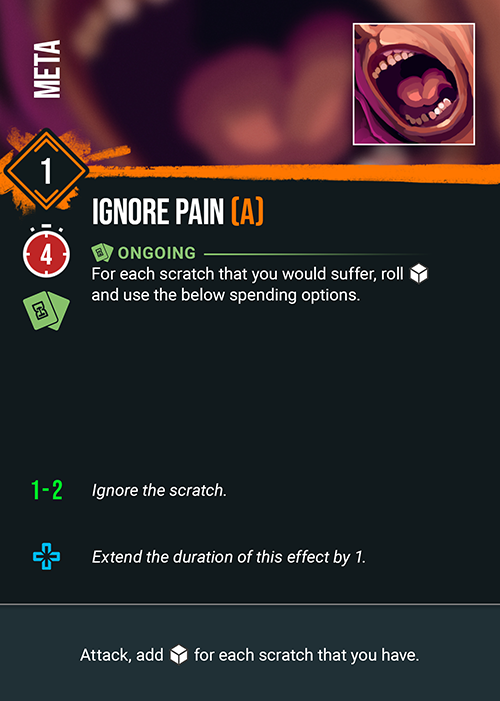 META
1
IGNORE PAIN (A)
4
ONGOING
For each scratch that you would suffer, roll
and use the below spending options.
1-2
Ignore the scratch.
Extend the duration of this effect by 1.
Attack, add for each scratch that you have.